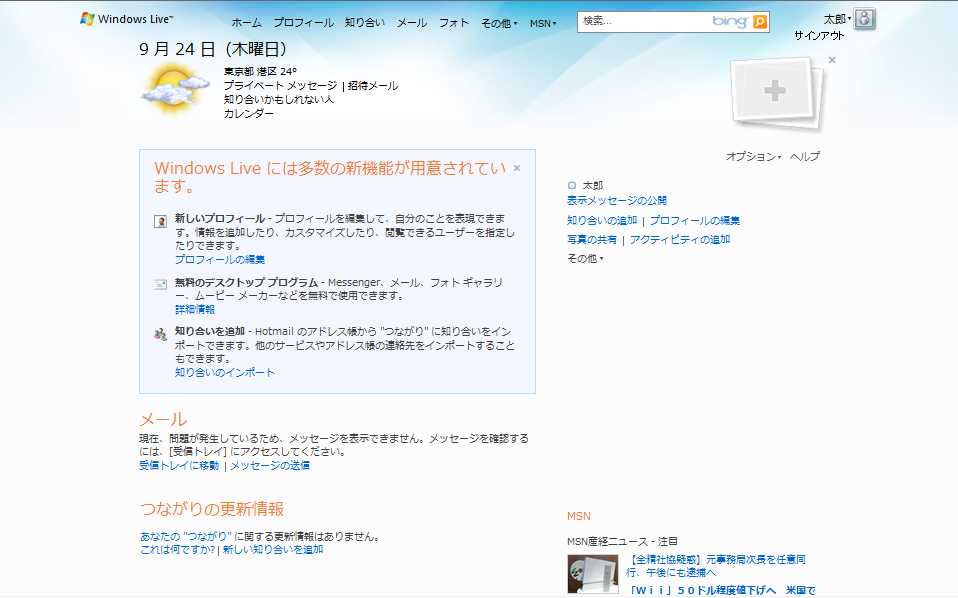 Windows Live™
ホーム プロフィール 知り合い メール フォト その他 MSN
検索...
bing
太郎
サインアウト
9 月 24 日（木曜日）
東京都 港区 24°
プライベート メッセージ | 招待メール
知り合いかもしれない人
カレンダー
オプション ヘルプ
Windows Live には多数の新機能が用意されてい
ます。
新しいプロフィール - プロフィールを編集して、自分のことを表現できま
す。情報を追加したり、カスタマイズしたり、閲覧できるユーザーを指定し
たりできます。
プロフィールの編集
無料のデスクトップ プログラム - Messenger、メール、フォト ギャラリ
ー、ムービー メーカーなどを無料で使用できます。
詳細情報
知り合いを追加 - Hotmail のアドレス帳から "つながり" に知り合いをイン
ポートできます。他のサービスやアドレス帳の連絡先をインポートすること
もできます。
知り合いのインポート
太郎
表示メッセージの公開
知り合いの追加 | プロフィールの編集
写真の共有 | アクティビティの追加
その他
メール
現在、問題が発生しているため、メッセージを表示できません。メッセージを確認する
には、[受信トレイ] にアクセスしてください。
受信トレイに移動 | メッセージの送信
つながりの更新情報
あなたの "つながり" に関する更新情報はありません。
これは何ですか? | 新しい知り合いを追加
MSN
MSN産経ニュース - 注目
【全精社協疑惑】元事務局次長を任意同
行、午後にも逮捕へ
「Ｗｉｉ」５０ドル程度値下げへ 米国で